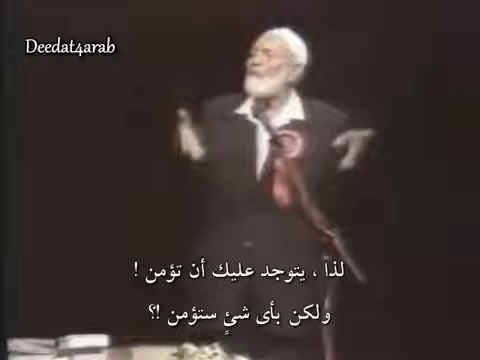 Deedat4arab
لذا ، يتوجد عليك أن تؤمن !
ولكن بأى شئٍ ستؤمن ؟!